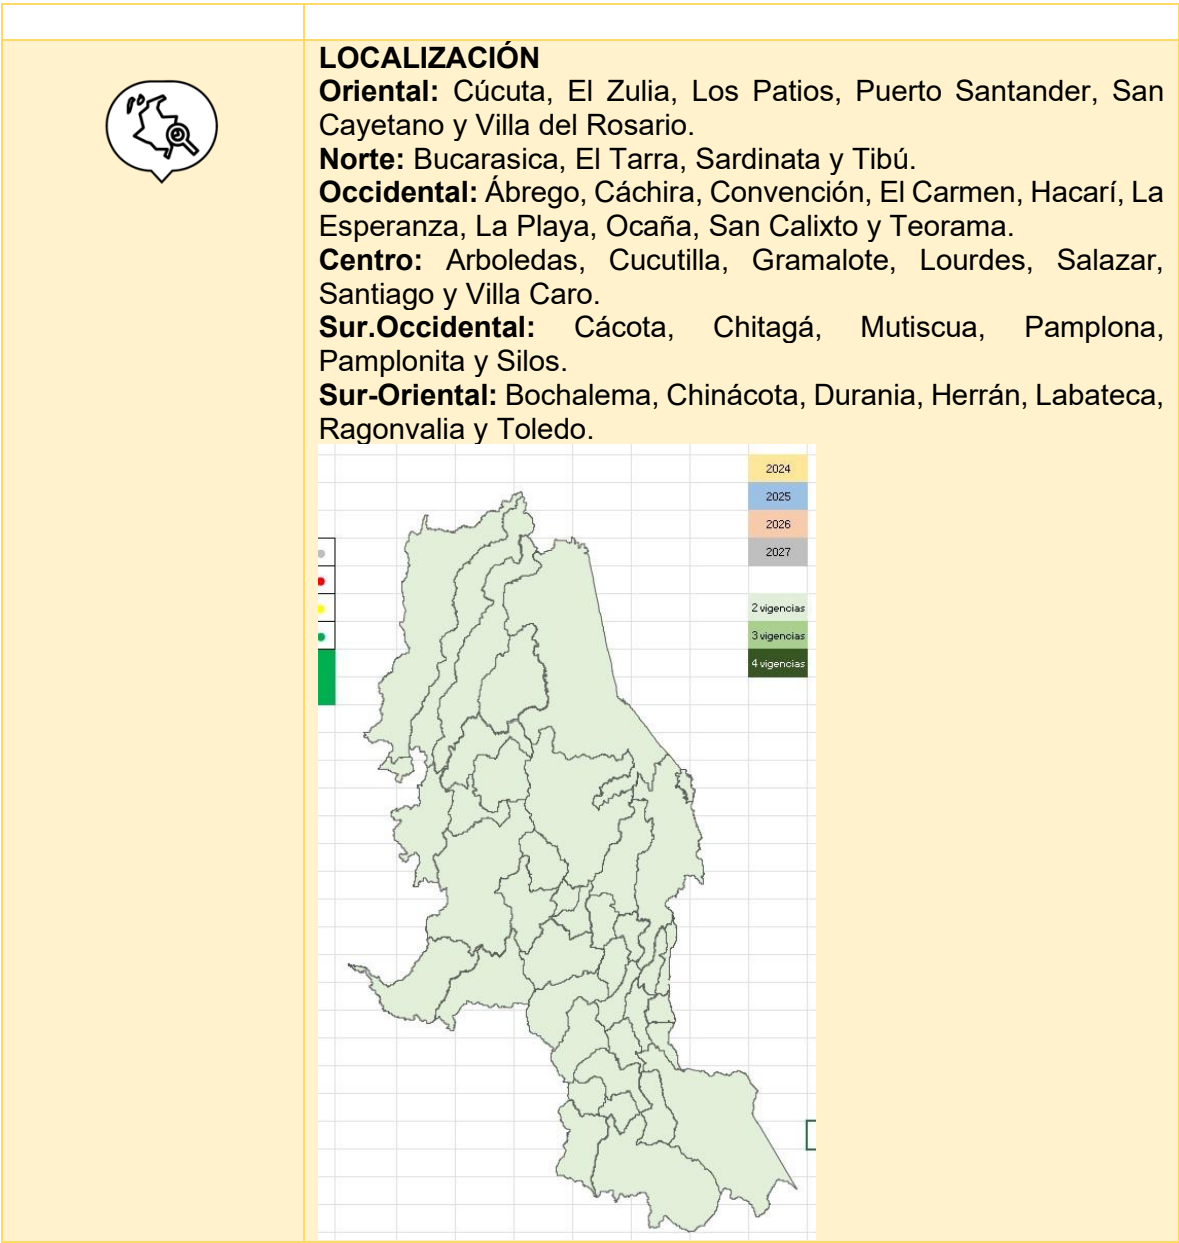 LOCALIZACIÓN
Oriental: Cúcuta, El Zulia, Los Patios, Puerto Santander, San
Cayetano y Villa del Rosario.
Norte: Bucarasica, El Tarra, Sardinata y Tibú.
Occidental: Ábrego, Cáchira, Convención, El Carmen, Hacarí, La
Esperanza, La Playa, Ocaña, San Calixto y Teorama.
Centro: Arboledas, Cucutilla, Gramalote, Lourdes, Salazar,
Santiago y Villa Caro.
Sur.Occidental: Cácota, Chitagá, Mutiscua, Pamplona,
Pamplonita y Silos.
Sur-Oriental: Bochalema, Chinácota, Durania, Herrán, Labateca,
Ragonvalia y Toledo.
2024
2025
2026
2027
2 vigencias
3 vigencias
4 vigencias